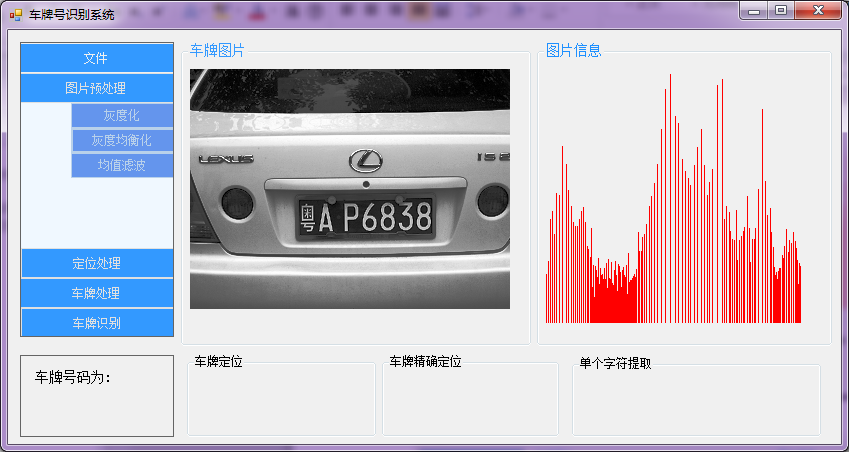 车牌号识别系统
文件
图片预处理
灰度化
灰度均衡化
均值滤波
定位处理
车牌处理
车牌识别
车牌号码为:
车牌图片
LEXUS
IS2
粤A P6838
图片信息
车牌定位
车牌精确定位
单个字符提取